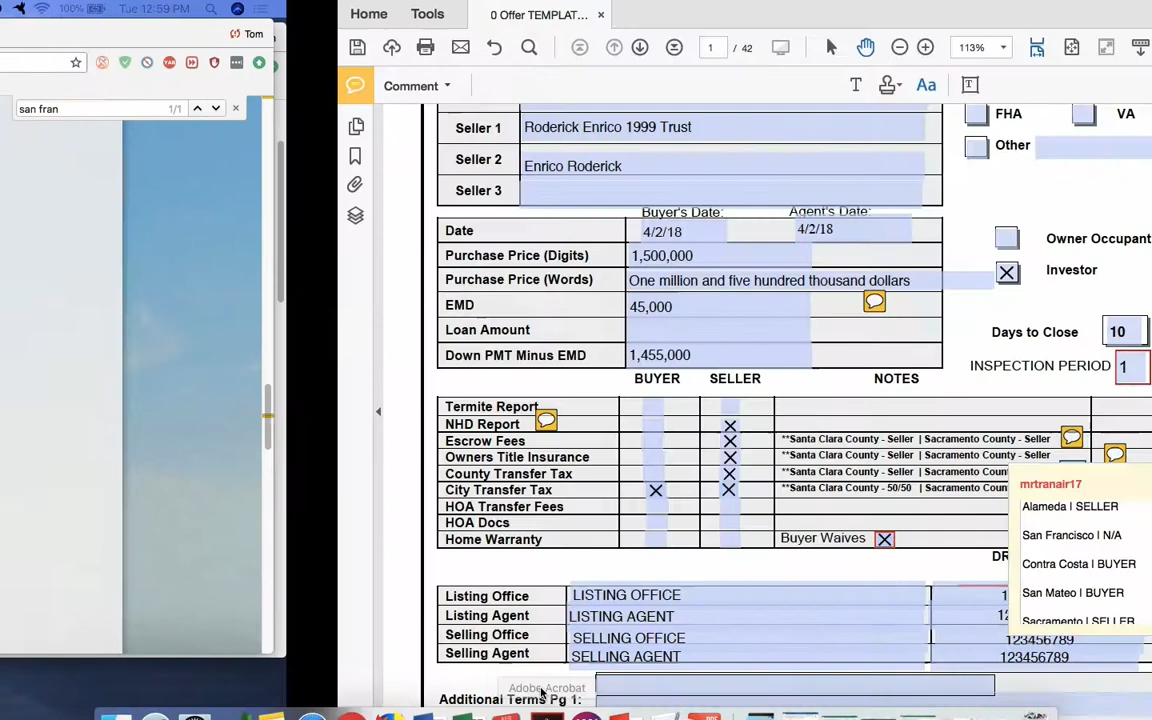 100% Tue 12:59 PM
Tom
san fran 1/1
Home Tools 0 Offer TEMPLAT... ×
1 / 42 113%
Comment
Seller 1 Roderick Enrico 1999 Trust
Seller 2 Enrico Roderick
Seller 3
FHA VA
Other
Buyer's Date: Agent's Date:
Date 4/2/18 4/2/18
Purchase Price (Digits) 1,500,000
Purchase Price (Words) One million and five hundred thousand dollars
EMD 45,000
Loan Amount
Down PMT Minus EMD 1,455,000
Owner Occupant
Investor
Days to Close 10
INSPECTION PERIOD 1
BUYER SELLER NOTES
Termite Report
NHD Report
Escrow Fees **Santa Clara County - Seller | Sacramento County - Seller
Owners Title Insurance **Santa Clara County - Seller | Sacramento County - Seller
County Transfer Tax **Santa Clara County - Seller | Sacramento Coun
City Transfer Tax **Santa Clara County - 50/50 | Sacramento Coun
HOA Transfer Fees
HOA Docs
Home Warranty Buyer Waives
DR
mrtranair17
Alameda | SELLER
San Francisco | N/A
Contra Costa | BUYER
San Mateo | BUYER
Sacramento | SELLER
Listing Office LISTING OFFICE 1
Listing Agent LISTING AGENT 12
Selling Office SELLING OFFICE 123456789
Selling Agent SELLING AGENT 123456789
Adobe Acrobat
Additional Terms Pg 1: